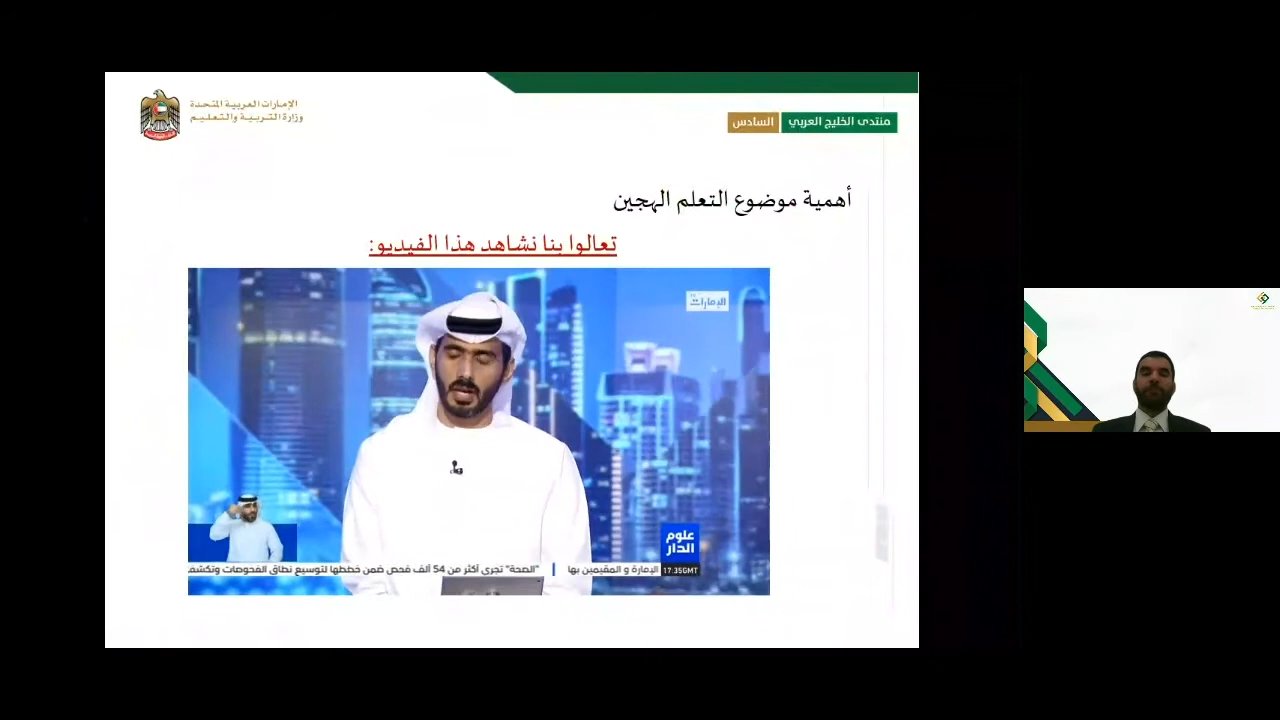 الإمارات العربية المتحدة
وزارة التربية والتعليم
منتدى الخليج العربي السادس
أهمية موضوع التعلم الهجين
تعالوا بنا نشاهد هذا الفيديو:
الإمارات
علوم
الدار
17:35GMT الإمارة و المقيمين بها "الصحة" تجري أكثر من 54 ألف فحص ضمن خططها لتوسيع نطاق الفحوصات وتكشف